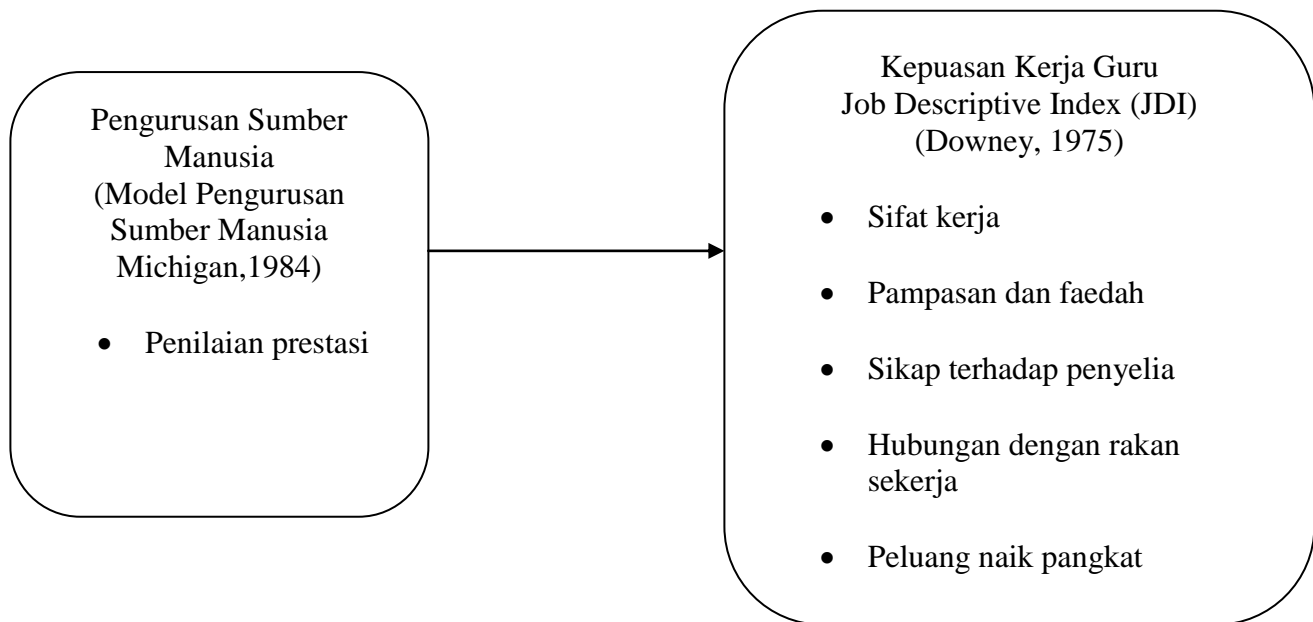 Pengurusan Sumber
Manusia
(Model Pengurusan
Sumber Manusia
Michigan,1984)
• Penilaian prestasi
Kepuasan Kerja Guru
Job Descriptive Index (JDI)
(Downey, 1975)
• Sifat kerja
• Pampasan dan faedah
• Sikap terhadap penyelia
• Hubungan dengan rakan
sekerja
• Peluang naik pangkat